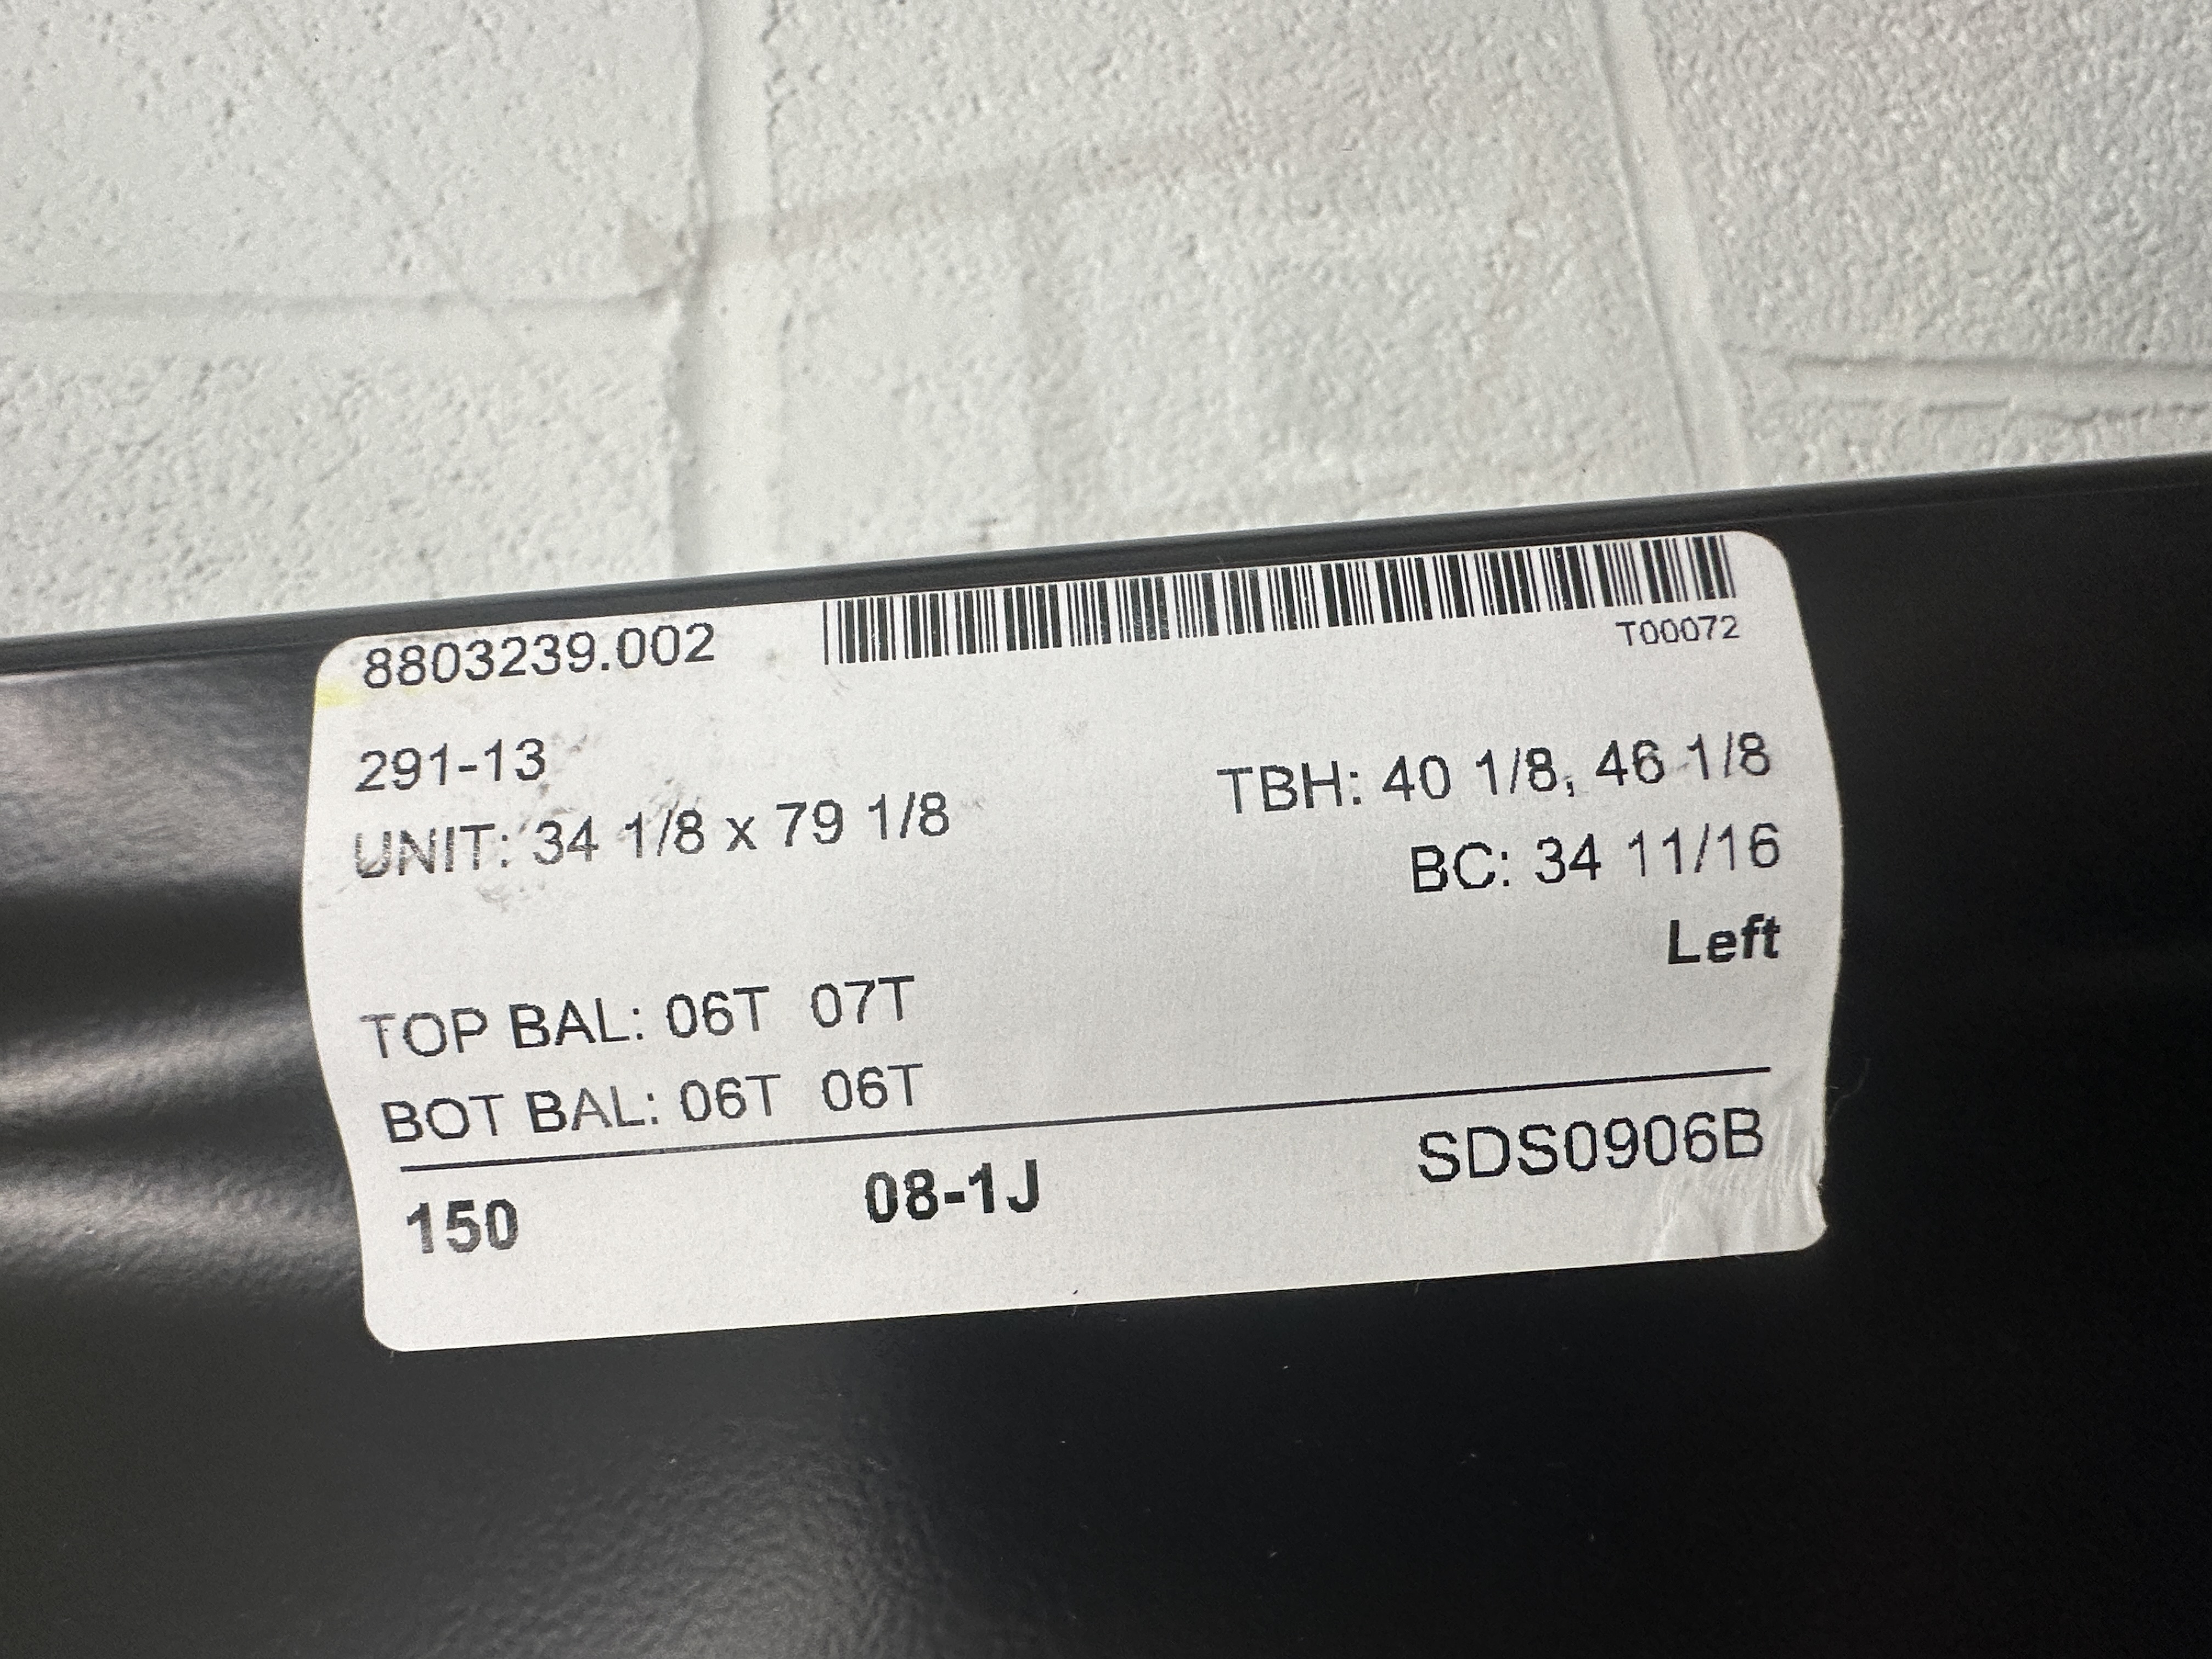 8803239.002
T00072
291-13
TBH: 40 1/8, 46 1/8
UNIT: 34 1/8 x 79 1/8
BC: 34 11/16
Left
TOP BAL: 06T 07T
BOT BAL: 06T 06T
150 08-1J SDS0906B